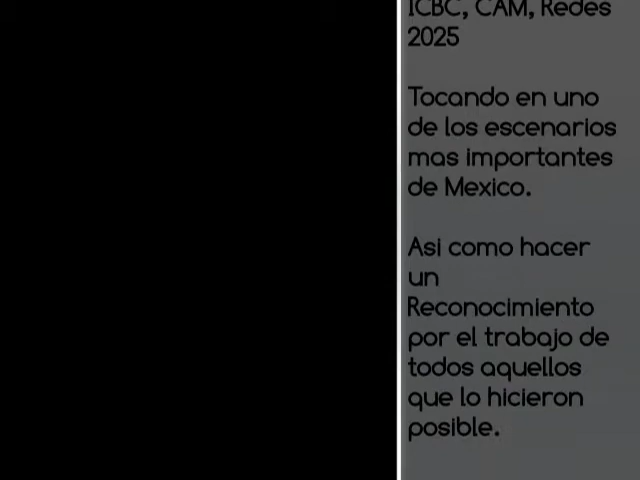 ICBC, CAM, Redes
2025
Tocando en uno
de los escenarios
mas importantes
de Mexico.
Asi como hacer
un
Reconocimiento
por el trabajo de
todos aquellos
que lo hicieron
posible.